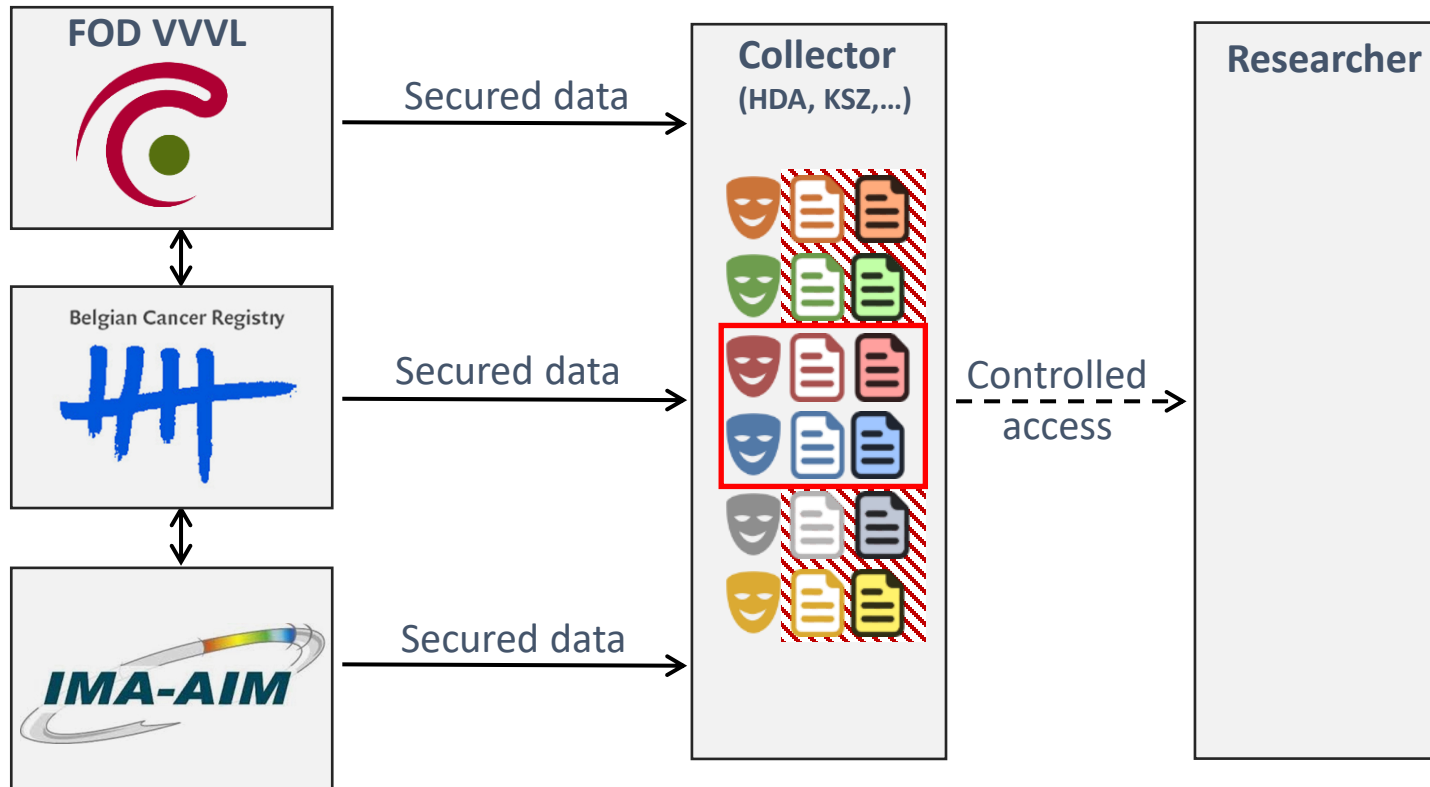 FOD VVVL
Secured data
Belgian Cancer Registry
Secured data
IMA-AIM
Secured data
Collector
(HDA, KSZ,...)
Controlled
access
Researcher